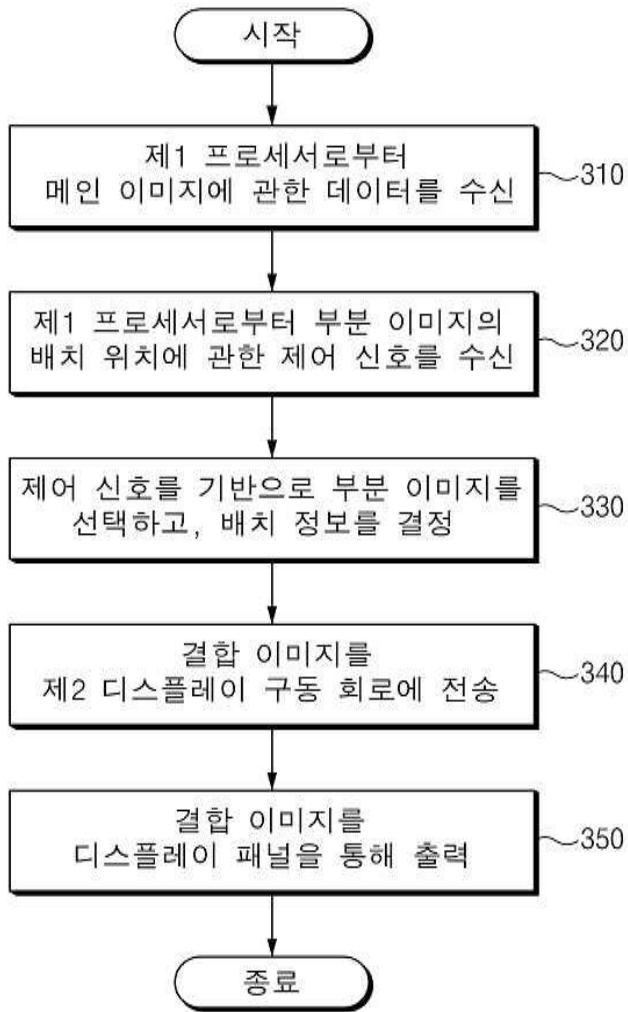 시작
제1 프로세서로부터
메인 이미지에 관한 데이터를 수신
310
제1 프로세서로부터 부분 이미지의
배치 위치에 관한 제어 신호를 수신
320
제어 신호를 기반으로 부분 이미지를
선택하고, 배치 정보를 결정
330
결합 이미지를
제2 디스플레이 구동 회로에 전송
340
결합 이미지를
디스플레이 패널을 통해 출력
350
종료